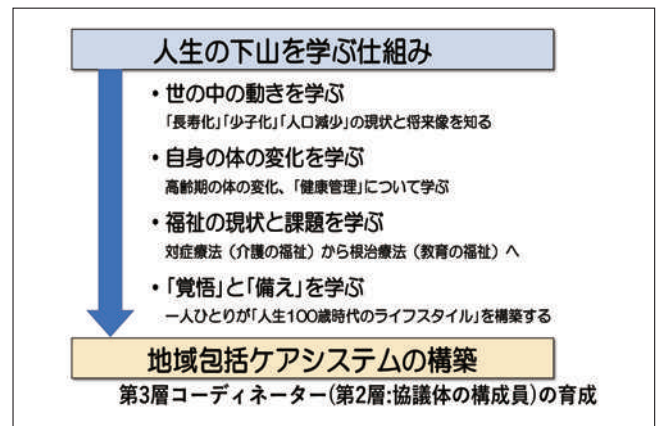 人生の下山を学ぶ仕組み
・世の中の動きを学ぶ
「長寿化」「少子化」「人口減少」の現状と将来像を知る
・自身の体の変化を学ぶ
高齢期の体の変化、「健康管理」について学ぶ
・福祉の現状と課題を学ぶ
対症療法（介護の福祉）から根治療法（教育の福祉）へ
・「覚悟」と「備え」を学ぶ
一人ひとりが「人生100歳時代のライフスタイル」を構築する
地域包括ケアシステムの構築
第3層コーディネーター(第2層:協議体の構成員)の育成